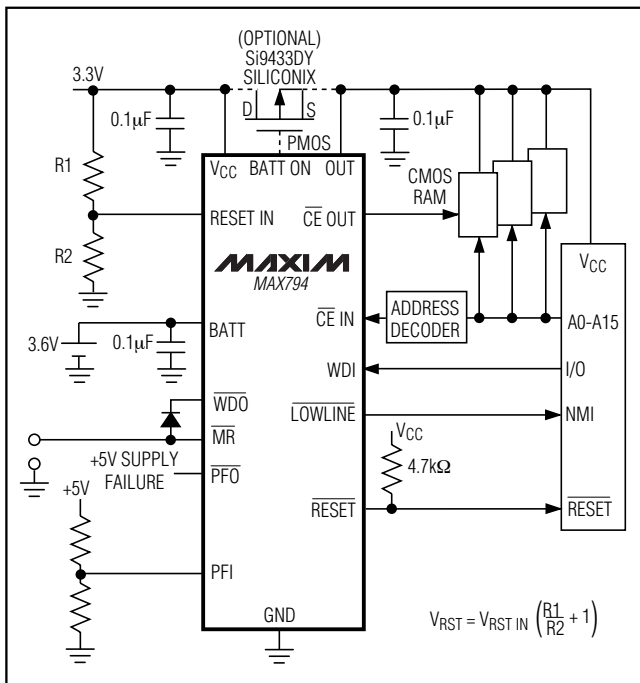 (OPTIONAL)
Si9433DY
SILICONIX
3.3V
D
S
0.1µF
0.1µF
PMOS
VCC
BATT ON
OUT
R1
CMOS
RAM
RESET IN
CE OUT
R2
MAXIM
MAX794
VCC
CE IN
ADDRESS
DECODER
A0-A15
BATT
3.6V
0.1µF
WDI
I/O
WDO
LOWLINE
NMI
MR
VCC
+5V SUPPLY
FAILURE
PFO
4.7kΩ
+5V
RESET
RESET
PFI
GND
VRST = VRST IN (R1/R2 + 1)